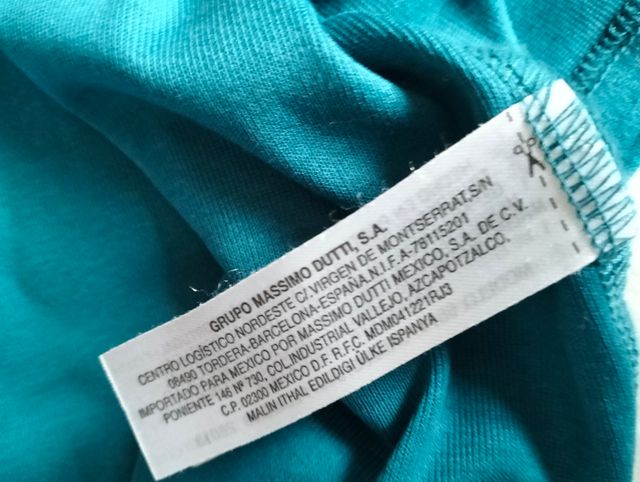 GRUPO MASSIMO DUTTI, S.A.
CENTRO LOGÍSTICO NORDESTE C/.VIRGEN DE MONTSERRAT,S/N
08490 TORDERA-BARCELONA-ESPAÑA.N.I.F.A-78115201
IMPORTADO PARA MEXICO POR MASSIMO DUTTI MEXICO, S.A. DE C.V.
PONIENTE 146 Nº 730, COL.INDUSTRIAL VALLEJO, AZCAPOTZALCO.
C.P. 02300 MEXICO D.F. R.F.C. MDM041221RJ3
MALIN ITHAL EDILDIGI ÜLKE ISPANYA